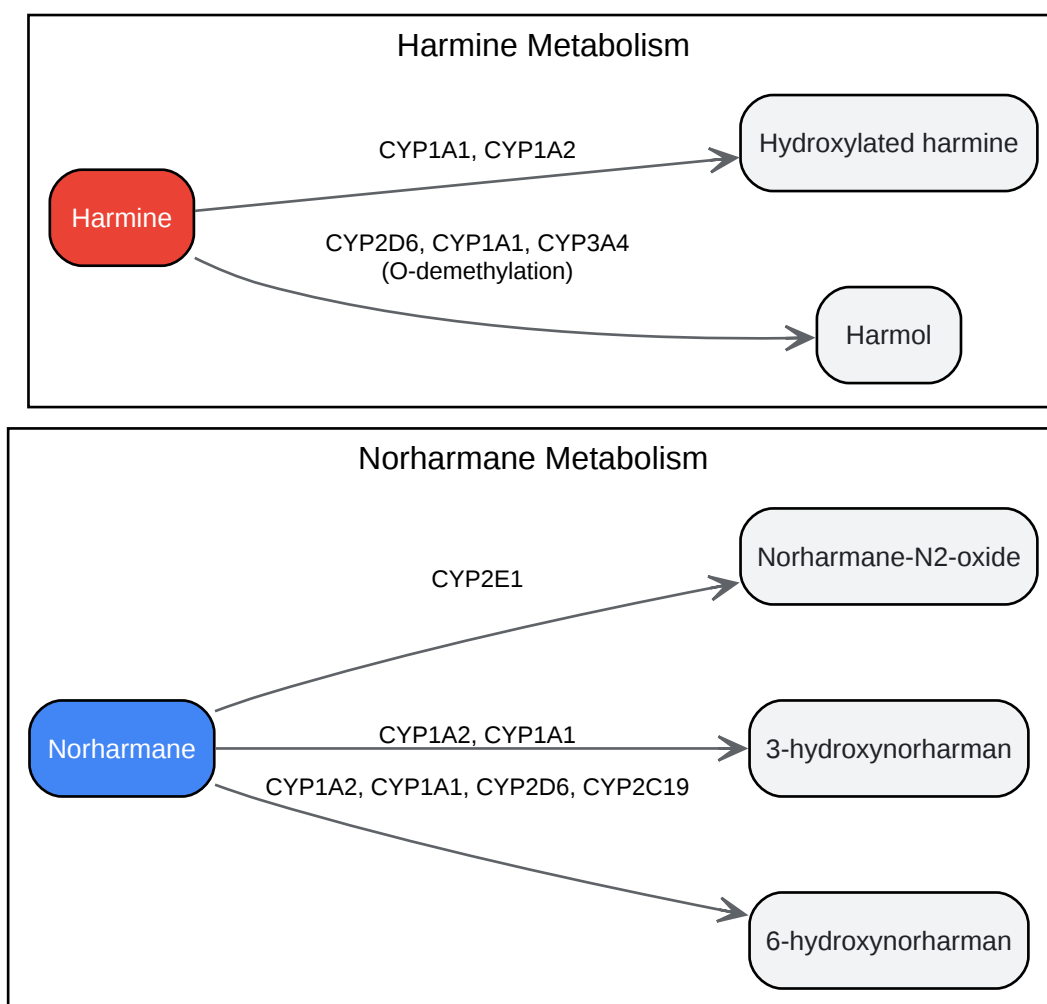 Harmine Metabolism
CYP1A1, CYP1A2
Hydroxylated harmine
Harmine
CYP2D6, CYP1A1, CYP3A4
(O-demethylation)
Harmol
Norharmane Metabolism
Norharmane-N2-oxide
CYP2E1
Norharmane
CYP1A2, CYP1A1
3-hydroxynorharman
CYP1A2, CYP1A1, CYP2D6, CYP2C19
6-hydroxynorharman